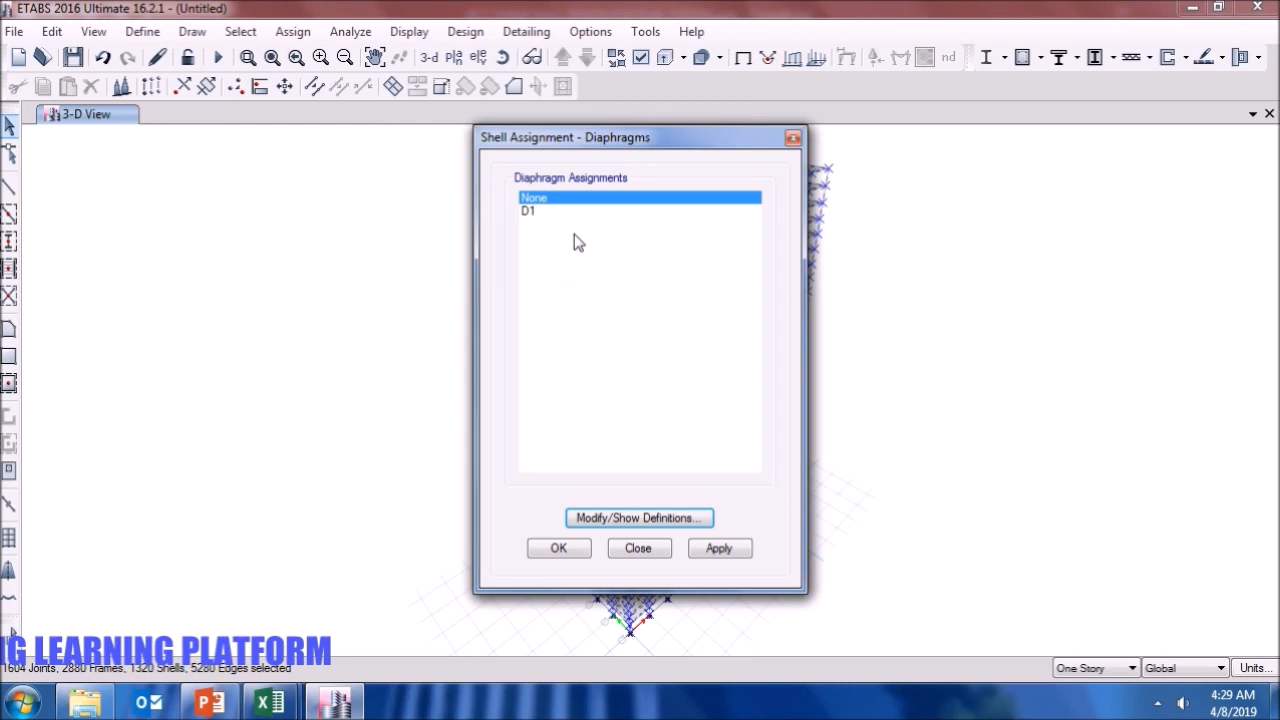 ETABS 2016 Ultimate 16.2.1 - (Untitled)
File Edit View Define Draw Select Assign Analyze Display Design Detailing Options Tools Help
3-d
nd
3-D View
Shell Assignment - Diaphragms
Diaphragm Assignments
None
D1
Modify/Show Definitions...
OK Close Apply
IG LEARNING PLATFORM
1604 Joints, 2880 Frames, 1320 Shells, 5280 Edges selected
One Story Global Units...
4:29 AM
4/8/2019